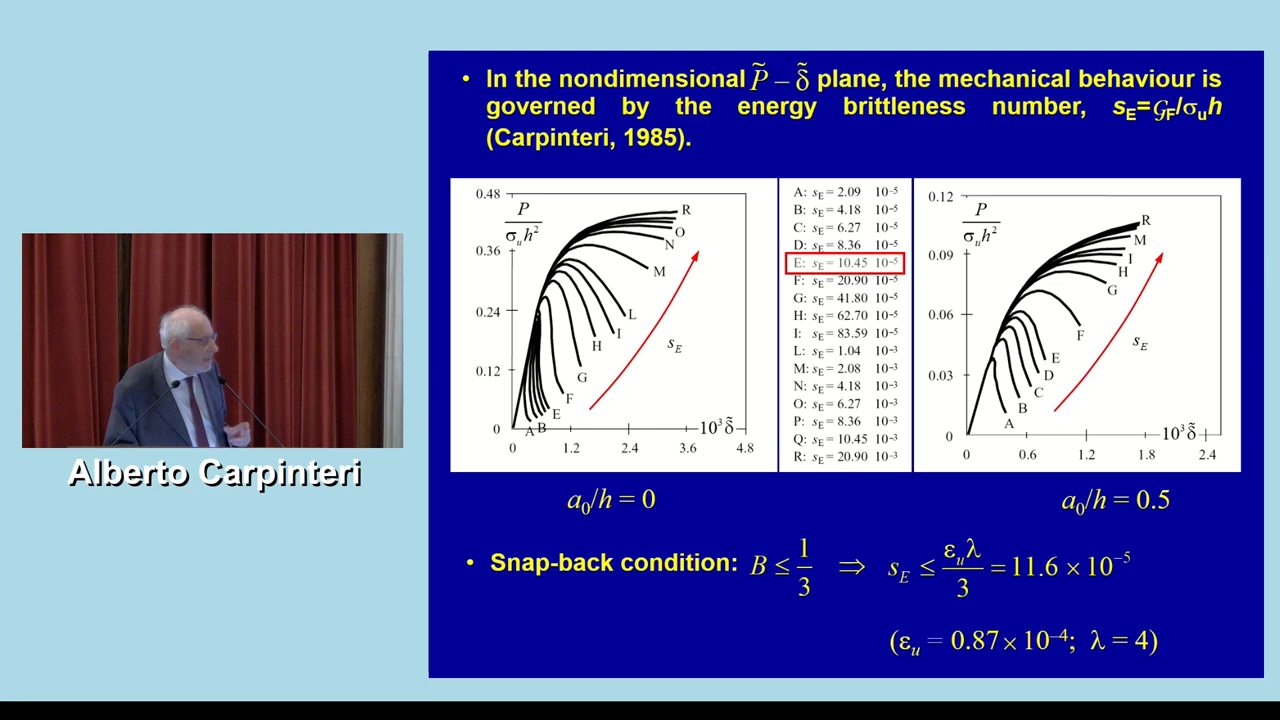 • In the nondimensional P̃ – δ̃ plane, the mechanical behaviour is
governed by the energy brittleness number, sE=𝒢F/σuh
(Carpinteri, 1985).
0.48
0.36
0.24
0.12
0
P
σu h²
R
O
N
M
L
I
H
G
F
E
A B
sE
10³ δ̃
0 1.2 2.4 3.6 4.8
A: sE = 2.09 10⁻⁵
B: sE = 4.18 10⁻⁵
C: sE = 6.27 10⁻⁵
D: sE = 8.36 10⁻⁵
E: sE = 10.45 10⁻⁵
F: sE = 20.90 10⁻⁵
G: sE = 41.80 10⁻⁵
H: sE = 62.70 10⁻⁵
I: sE = 83.59 10⁻⁵
L: sE = 1.04 10⁻³
M: sE = 2.08 10⁻³
N: sE = 4.18 10⁻³
O: sE = 6.27 10⁻³
P: sE = 8.36 10⁻³
Q: sE = 10.45 10⁻³
R: sE = 20.90 10⁻³
0.12
0.09
0.06
0.03
0
P
σu h²
R
M
I
H
G
F
E
D
C
B
A
sE
10³ δ̃
0 0.6 1.2 1.8 2.4
a₀/h = 0
a₀/h = 0.5
• Snap-back condition: B ≤ 1/3 ⇒ sE ≤ εuλ/3 = 11.6 × 10⁻⁵
(εu = 0.87 × 10⁻⁴; λ = 4)
Alberto Carpinteri